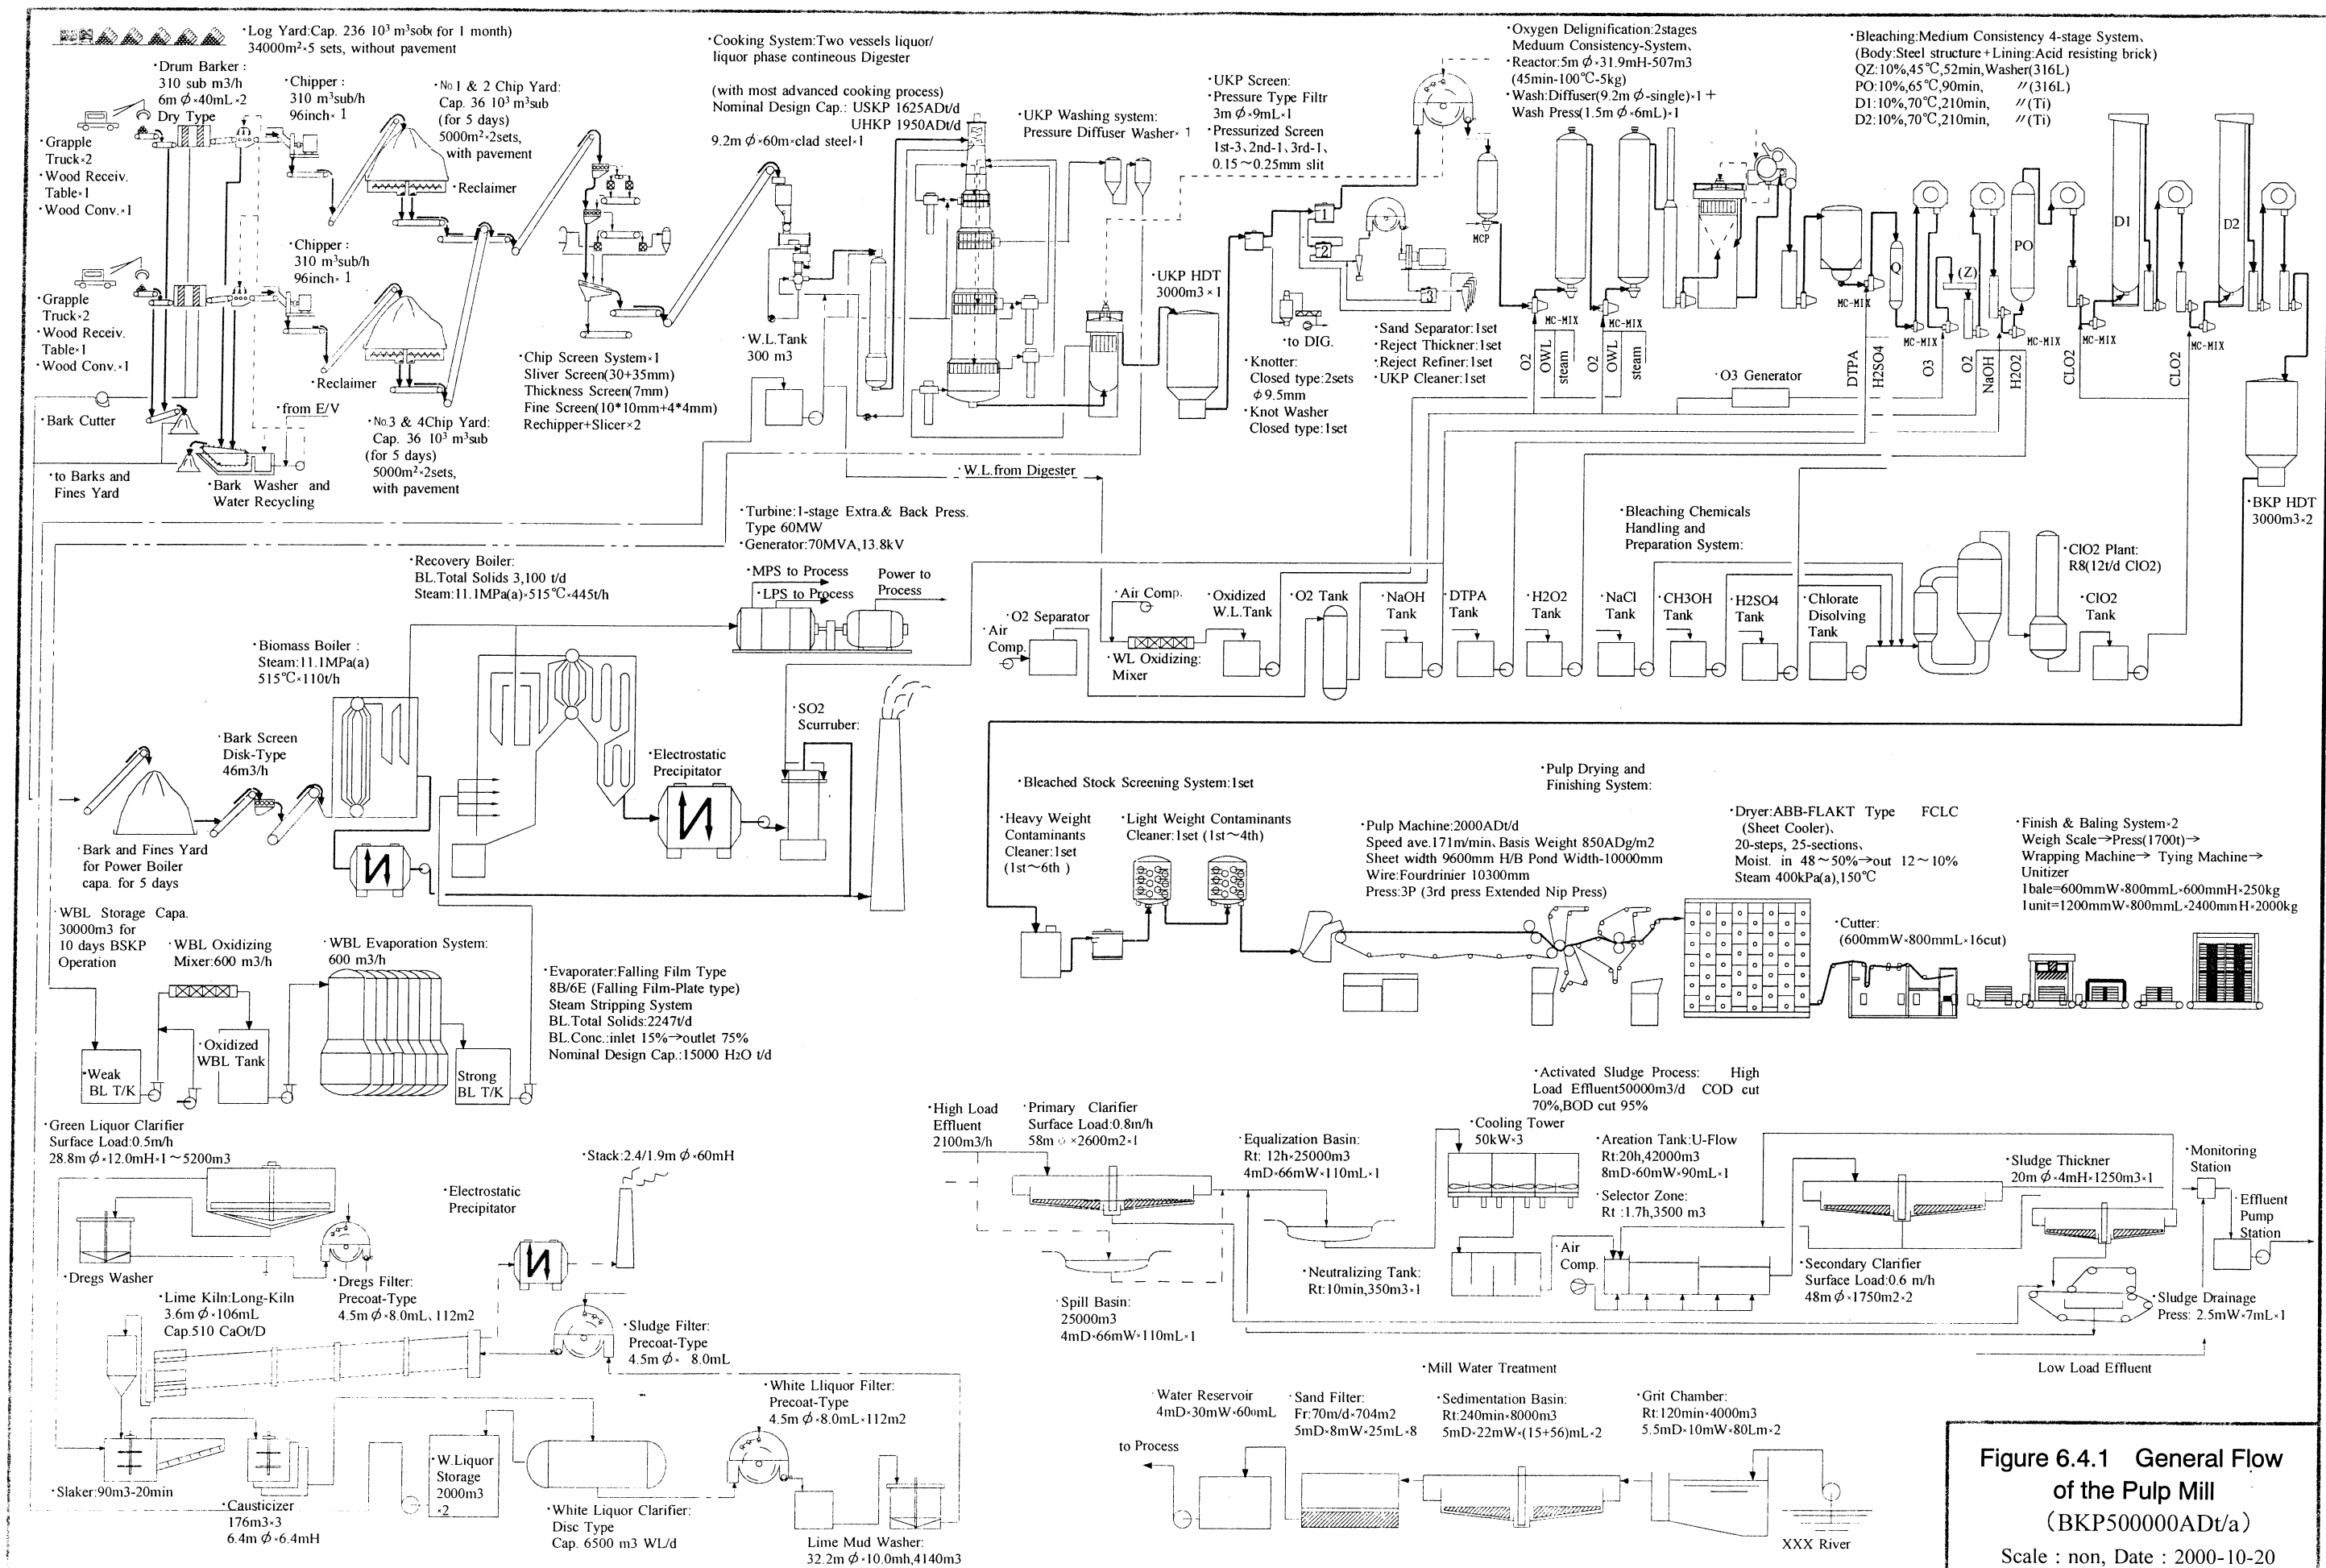 ·Log Yard:Cap. 236 10³ m³sob( for 1 month)
34000m²×5 sets, without pavement
·Drum Barker :
310 sub m3/h
6m ϕ×40mL×2
Dry Type
·Chipper :
310 m³sub/h
96inch× 1
·No.1 & 2 Chip Yard:
Cap. 36 10³ m³sub
(for 5 days)
5000m²×2sets,
with pavement
·Grapple
Truck×2
·Wood Receiv.
Table×1
·Wood Conv.×1
·Reclaimer
·Chipper :
310 m³sub/h
96inch× 1
·Grapple
Truck×2
·Wood Receiv.
Table×1
·Wood Conv.×1
·Reclaimer
·Bark Cutter
·from E/V
·to Barks and
Fines Yard
·Bark Washer and
Water Recycling
·No.3 & 4Chip Yard:
Cap. 36 10³ m³sub
(for 5 days)
5000m²×2sets,
with pavement
·Chip Screen System×1
Sliver Screen(30+35mm)
Thickness Screen(7mm)
Fine Screen(10*10mm+4*4mm)
Rechipper+Slicer×2
·Cooking System:Two vessels liquor/
liquor phase contineous Digester
(with most advanced cooking process)
Nominal Design Cap.: USKP 1625ADt/d
UHKP 1950ADt/d
9.2m ϕ×60m×clad steel×1
·W.L.Tank
300 m3
·UKP Washing system:
Pressure Diffuser Washer× 1
·UKP HDT
3000m3 ×1
·W.L.from Digester
·UKP Screen:
·Pressure Type Filtr
3m ϕ×9mL×1
·Pressurized Screen
1st-3、2nd-1、3rd-1、
0.15～0.25mm slit
1
2
3
·to DIG.
·Knotter:
Closed type:2sets
ϕ9.5mm
·Knot Washer
Closed type:1set
·Sand Separator:1set
·Reject Thickner:1set
·Reject Refiner:1set
·UKP Cleaner:1set
·Oxygen Delignification:2stages
Meduum Consistency-System、
·Reactor:5m ϕ×31.9mH-507m3
(45min-100℃-5kg)
·Wash:Diffuser(9.2m ϕ-single)×1 +
Wash Press(1.5m ϕ×6mL)×1
MCP
MC-MIX
MC-MIX
O2
OWL
steam
O2
OWL
steam
·Bleaching:Medium Consistency 4-stage System、
(Body:Steel structure+Lining:Acid resisting brick)
QZ:10%,45℃,52min,Washer(316L)
PO:10%,65℃,90min, 〃(316L)
D1:10%,70℃,210min, 〃(Ti)
D2:10%,70℃,210min, 〃(Ti)
Q
(Z)
PO
D1
D2
MC-MIX
MC-MIX
MC-MIX
MC-MIX
MC-MIX
DTPA
H2SO4
O3
O2
NaOH
H2O2
CLO2
CLO2
·O3 Generator
·BKP HDT
3000m3×2
·Turbine:1-stage Extra.& Back Press.
Type 60MW
·Generator:70MVA,13.8kV
·MPS to Process
·LPS to Process
Power to
Process
·Recovery Boiler:
BL.Total Solids 3,100 t/d
Steam:11.1MPa(a)×515℃×445t/h
·Biomass Boiler :
Steam:11.1MPa(a)
515℃×110t/h
·Bark Screen
Disk-Type
46m3/h
·Bark and Fines Yard
for Power Boiler
capa. for 5 days
·Electrostatic
Precipitator
·SO2
Scurruber:
·Bleaching Chemicals
Handling and
Preparation System:
·Air
Comp.
·O2 Separator
·Air Comp.
·WL Oxidizing:
Mixer
·Oxidized
W.L.Tank
·O2 Tank
·NaOH
Tank
·DTPA
Tank
·H2O2
Tank
·NaCl
Tank
·CH3OH
Tank
·H2SO4
Tank
·Chlorate
Disolving
Tank
·ClO2 Plant:
R8(12t/d ClO2)
·ClO2
Tank
·Bleached Stock Screening System:1set
·Heavy Weight
Contaminants
Cleaner:1set
(1st～6th )
·Light Weight Contaminants
Cleaner:1set (1st～4th)
·Pulp Drying and
Finishing System:
·Pulp Machine:2000ADt/d
Speed ave.171m/min、Basis Weight 850ADg/m2
Sheet width 9600mm H/B Pond Width-10000mm
Wire:Fourdrinier 10300mm
Press:3P (3rd press Extended Nip Press)
·Dryer:ABB-FLAKT Type FCLC
(Sheet Cooler)、
20-steps, 25-sections、
Moist. in 48～50%→out 12～10%
Steam 400kPa(a),150℃
·Cutter:
(600mmW×800mmL×16cut)
·Finish & Baling System×2
Weigh Scale→Press(1700t)→
Wrapping Machine→ Tying Machine→
Unitizer
1bale=600mmW×800mmL×600mmH×250kg
1unit=1200mmW×800mmL×2400mmH×2000kg
·WBL Storage Capa.
30000m3 for
10 days BSKP
Operation
·WBL Oxidizing
Mixer:600 m3/h
·WBL Evaporation System:
600 m3/h
·Weak
BL T/K
·Oxidized
WBL Tank
Strong
BL T/K
·Evaporater:Falling Film Type
8B/6E (Falling Film-Plate type)
Steam Stripping System
BL.Total Solids:2247t/d
BL.Conc.:inlet 15%→outlet 75%
Nominal Design Cap.:15000 H2O t/d
·Green Liquor Clarifier
Surface Load:0.5m/h
28.8m ϕ×12.0mH×1～5200m3
·Dregs Washer
·Dregs Filter:
Precoat-Type
4.5m ϕ×8.0mL、112m2
·Electrostatic
Precipitator
·Stack:2.4/1.9m ϕ×60mH
·Lime Kiln:Long-Kiln
3.6m ϕ×106mL
Cap.510 CaOt/D
·Sludge Filter:
Precoat-Type
4.5m ϕ× 8.0mL
·Slaker:90m3-20min
·Causticizer
176m3×3
6.4m ϕ×6.4mH
·W.Liquor
Storage
2000m3
×2
·White Liquor Clarifier:
Disc Type
Cap. 6500 m3 WL/d
·White Lliquor Filter:
Precoat-Type
4.5m ϕ×8.0mL×112m2
Lime Mud Washer:
32.2m ϕ×10.0mh,4140m3
·High Load
Effluent
2100m3/h
·Primary Clarifier
Surface Load:0.8m/h
58m ϕ×2600m2×1
·Spill Basin:
25000m3
4mD×66mW×110mL×1
·Equalization Basin:
Rt: 12h×25000m3
4mD×66mW×110mL×1
·Activated Sludge Process: High
Load Effluent50000m3/d COD cut
70%,BOD cut 95%
·Cooling Tower
50kW×3
·Neutralizing Tank:
Rt:10min,350m3×1
·Areation Tank:U-Flow
Rt:20h,42000m3
8mD×60mW×90mL×1
·Selector Zone:
Rt :1.7h,3500 m3
·Air
Comp.
·Secondary Clarifier
Surface Load:0.6 m/h
48m ϕ×1750m2×2
·Sludge Thickner
20m ϕ×4mH×1250m3×1
·Monitoring
Station
·Effluent
Pump
Station
·Sludge Drainage
Press: 2.5mW×7mL×1
Low Load Effluent
·Mill Water Treatment
·Water Reservoir
4mD×30mW×60mL
·Sand Filter:
Fr:70m/d×704m2
5mD×8mW×25mL×8
·Sedimentation Basin:
Rt:240min×8000m3
5mD×22mW×(15+56)mL×2
·Grit Chamber:
Rt:120min×4000m3
5.5mD×10mW×80Lm×2
to Process
XXX River
Figure 6.4.1 General Flow
of the Pulp Mill
(BKP500000ADt/a)
Scale : non, Date : 2000-10-20